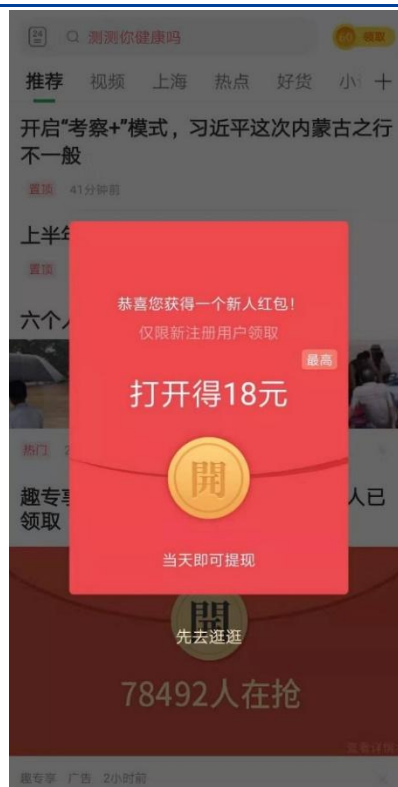 24
测测你健康吗
领取
推荐 视频 上海 热点 好货 小
开启“考察+”模式，习近平这次内蒙古之行
不一般
置顶 41分钟前
上半年
置顶
恭喜您获得一个新人红包！
仅限新注册用户领取
六个人
最高
打开得18元
热门 2
開
趣专享 人已
领取
当天即可提现
開
先去逛逛
78492人在抢
查看详情
趣专享 广告 2小时前